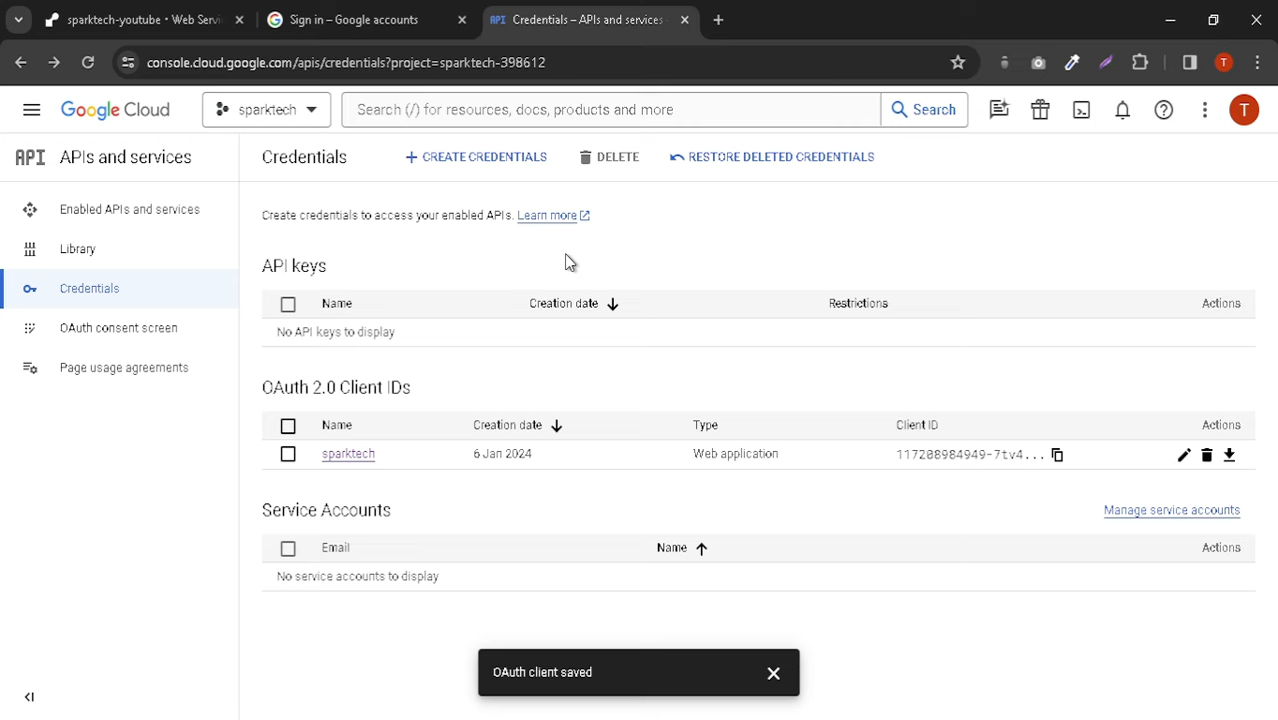 sparktech-youtube • Web Servi
Sign in – Google accounts
API Credentials – APIs and services
console.cloud.google.com/apis/credentials?project=sparktech-398612
T
Google Cloud
sparktech
Search (/) for resources, docs, products and more
Search
T
API APIs and services
Credentials
+ CREATE CREDENTIALS
DELETE
RESTORE DELETED CREDENTIALS
Enabled APIs and services
Library
Credentials
OAuth consent screen
Page usage agreements
Create credentials to access your enabled APIs. Learn more
API keys
Name Creation date Restrictions Actions
No API keys to display
OAuth 2.0 Client IDs
Name Creation date Type Client ID Actions
sparktech 6 Jan 2024 Web application 117208984949-7tv4...
Service Accounts
Manage service accounts
Email Name Actions
No service accounts to display
OAuth client saved